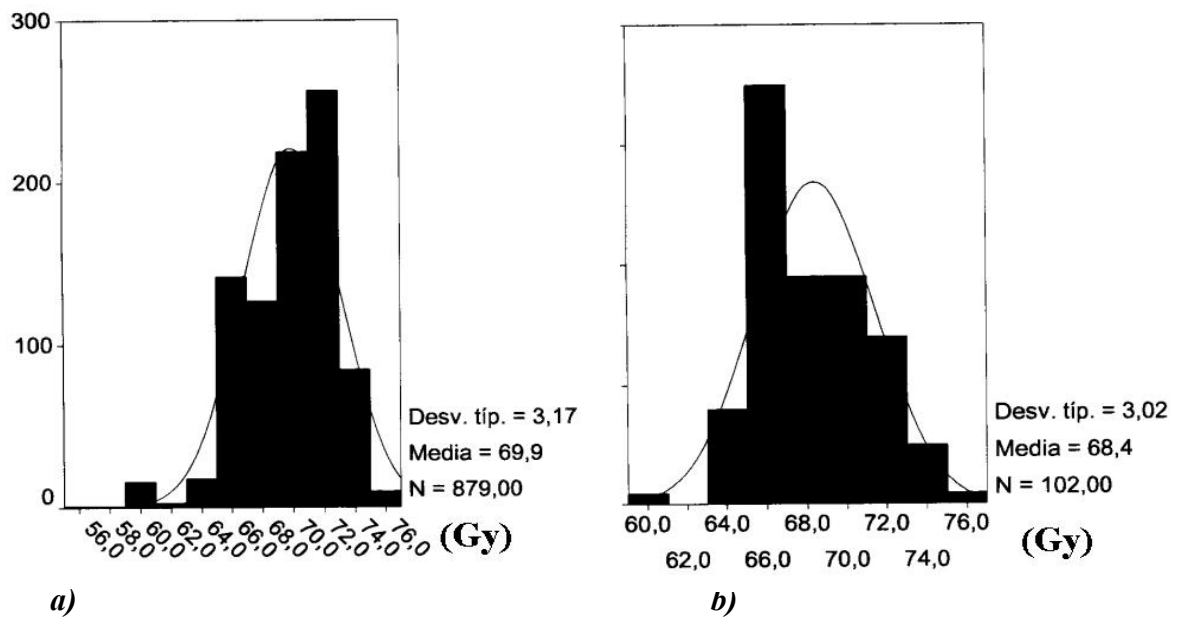 300
200
100
0
56,0
58,0
60,0
62,0
64,0
66,0
68,0
70,0
72,0
74,0
76,0
(Gy)
Desv. típ. = 3,17
Media = 69,9
N = 879,00
a)
60,0 64,0 68,0 72,0 76,0
62,0 66,0 70,0 74,0
(Gy)
Desv. típ. = 3,02
Media = 68,4
N = 102,00
b)